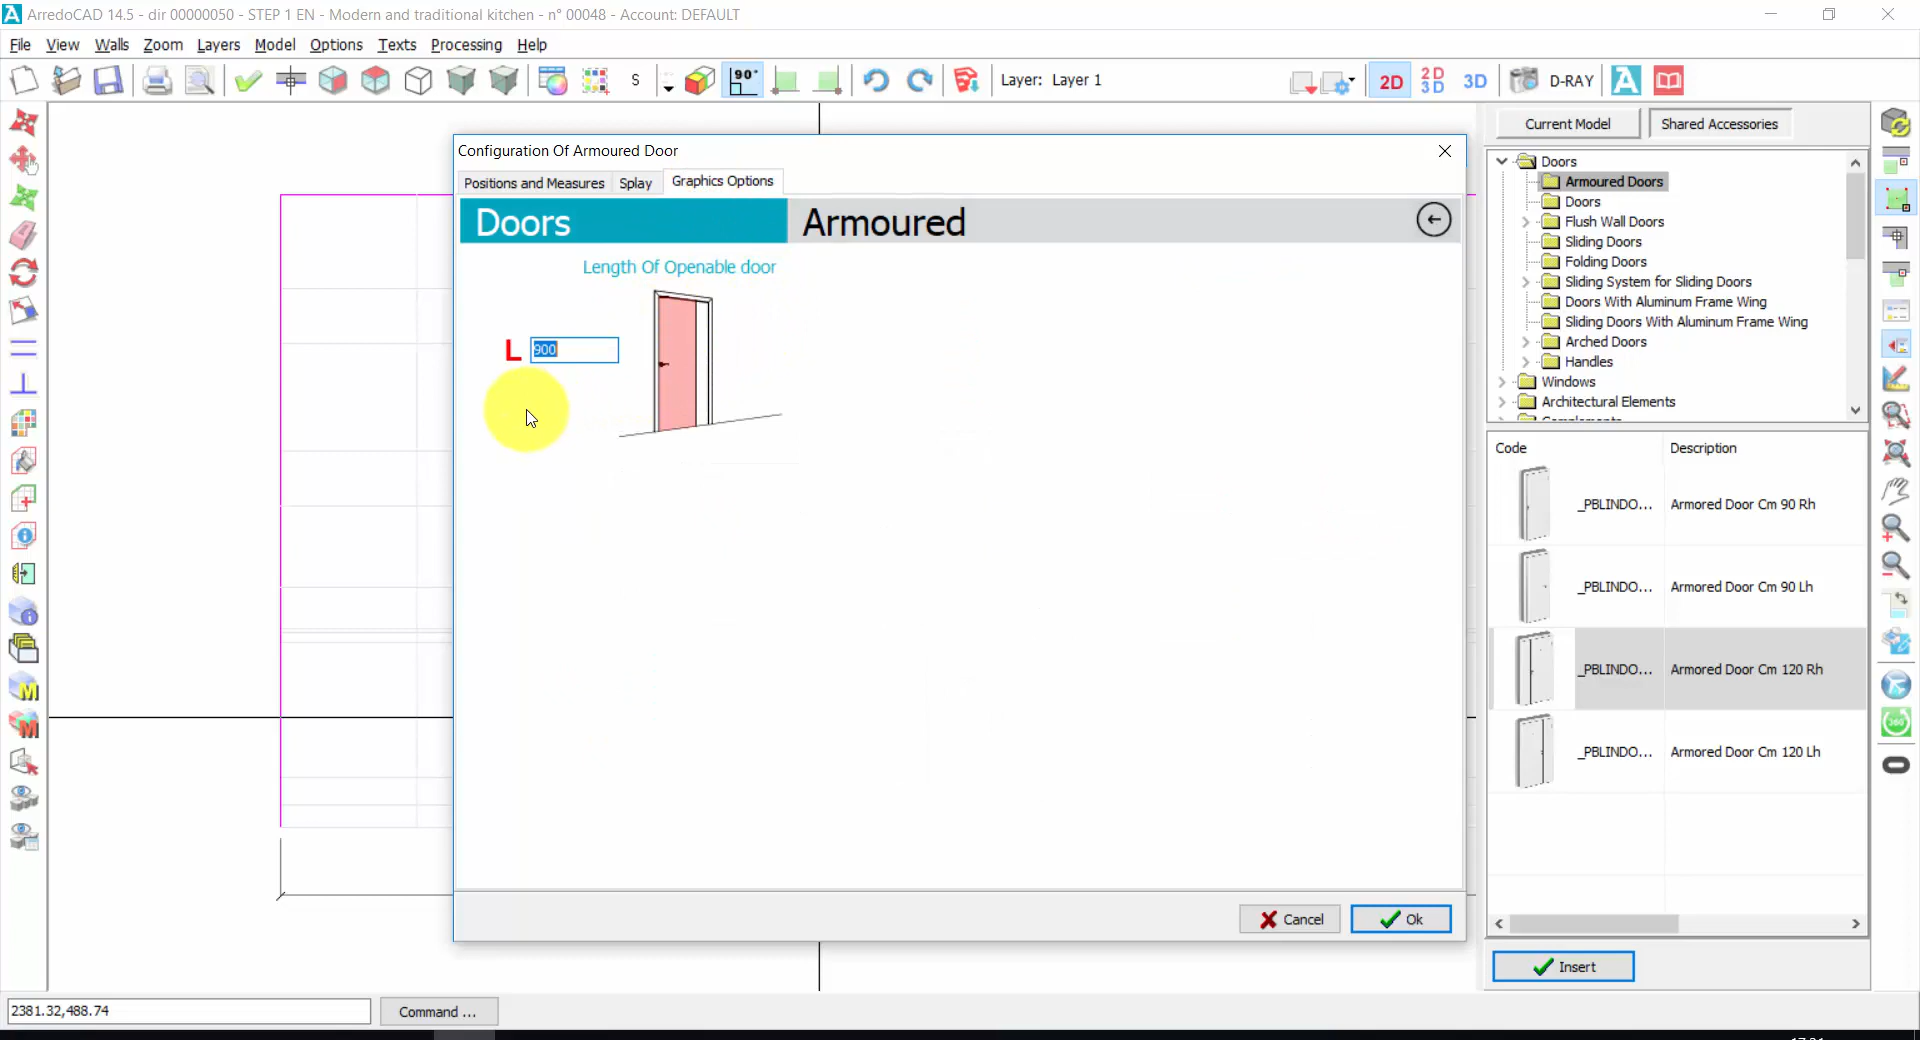 ArredoCAD 14.5 - dir 00000050 - STEP 1 EN - Modern and traditional kitchen - n° 00048 - Account: DEFAULT
File View Walls Zoom Layers Model Options Texts Processing Help
S 90° Layer: Layer 1 2D 2D 3D 3D D-RAY A
Current Model Shared Accessories
Configuration Of Armoured Door
Positions and Measures Splay Graphics Options
Doors Armoured
Length Of Openable door
L 900
Cancel Ok
Doors
Armoured Doors
Doors
Flush Wall Doors
Sliding Doors
Folding Doors
Sliding System for Sliding Doors
Doors With Aluminum Frame Wing
Sliding Doors With Aluminum Frame Wing
Arched Doors
Handles
Windows
Architectural Elements
Code Description
_PBLINDO... Armored Door Cm 90 Rh
_PBLINDO... Armored Door Cm 90 Lh
_PBLINDO... Armored Door Cm 120 Rh
_PBLINDO... Armored Door Cm 120 Lh
Insert
M
M
360
2381.32,488.74 Command ...